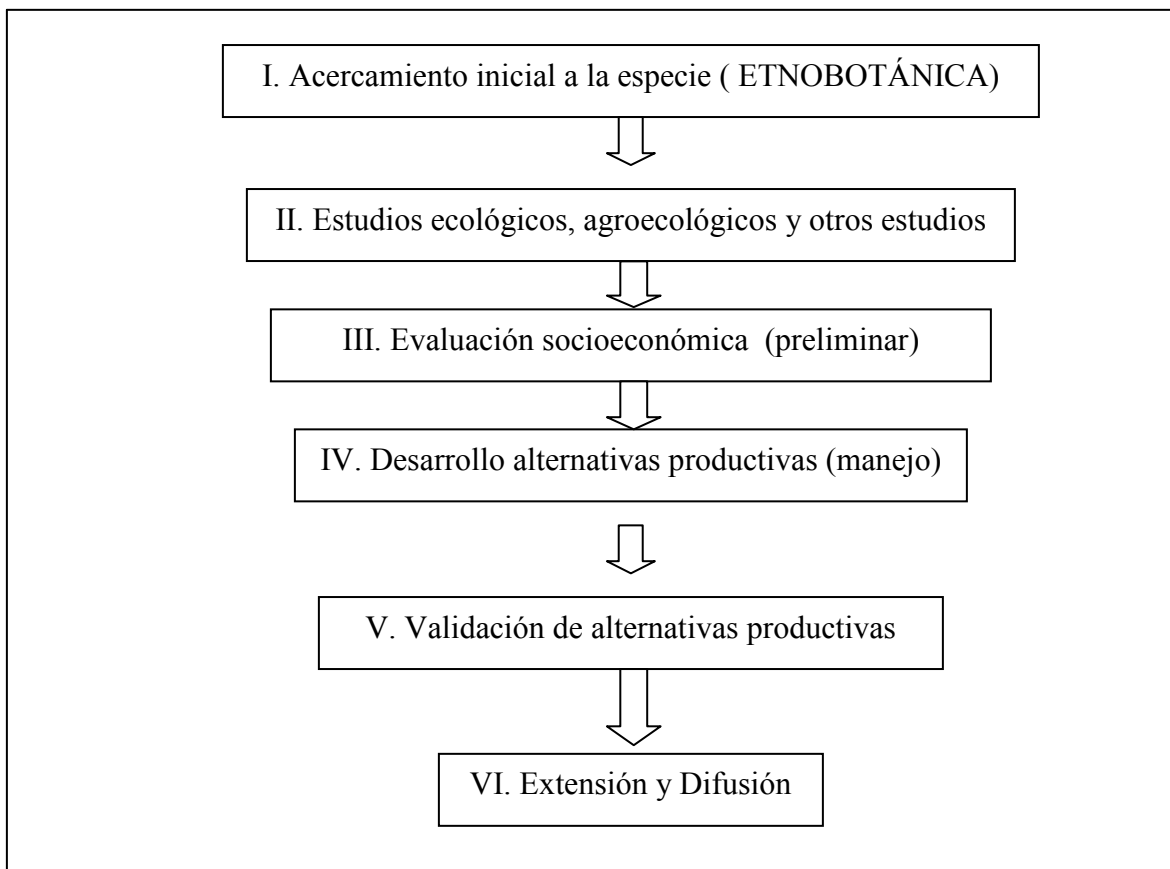 I. Acercamiento inicial a la especie ( ETNOBOTÁNICA)
II. Estudios ecológicos, agroecológicos y otros estudios
III. Evaluación socioeconómica (preliminar)
IV. Desarrollo alternativas productivas (manejo)
V. Validación de alternativas productivas
VI. Extensión y Difusión